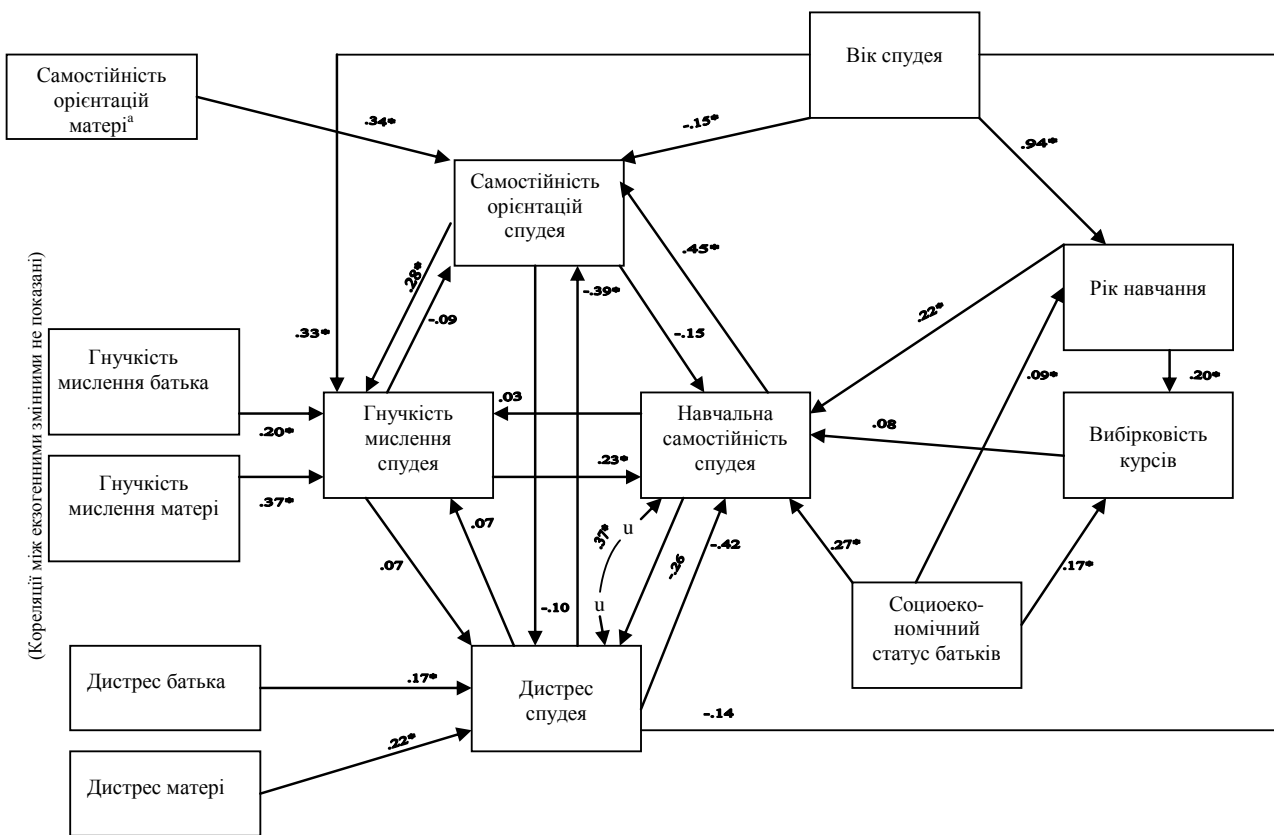 Вік спудея
Самостійність
орієнтацій
матеріª
.34*
-.15*
.94*
Самостійність
орієнтацій
спудея
.45*
.28*
-.09
-.39*
-.15
.22*
Рік навчання
(Кореляції між екзогенними змінними не показані)
.33*
Гнучкість
мислення батька
.20*
.03
.09*
.20*
Гнучкість
мислення
спудея
Навчальна
самостійність
спудея
.08
Вибірковість
курсів
Гнучкість
мислення матері
.37*
.23*
.07
.07
u
.37*
-.26
-.42
.27*
.17*
u
-.10
Социоеко-
номічний
статус батьків
Дистрес батька
.17*
Дистрес
спудея
-.14
.22*
Дистрес матері